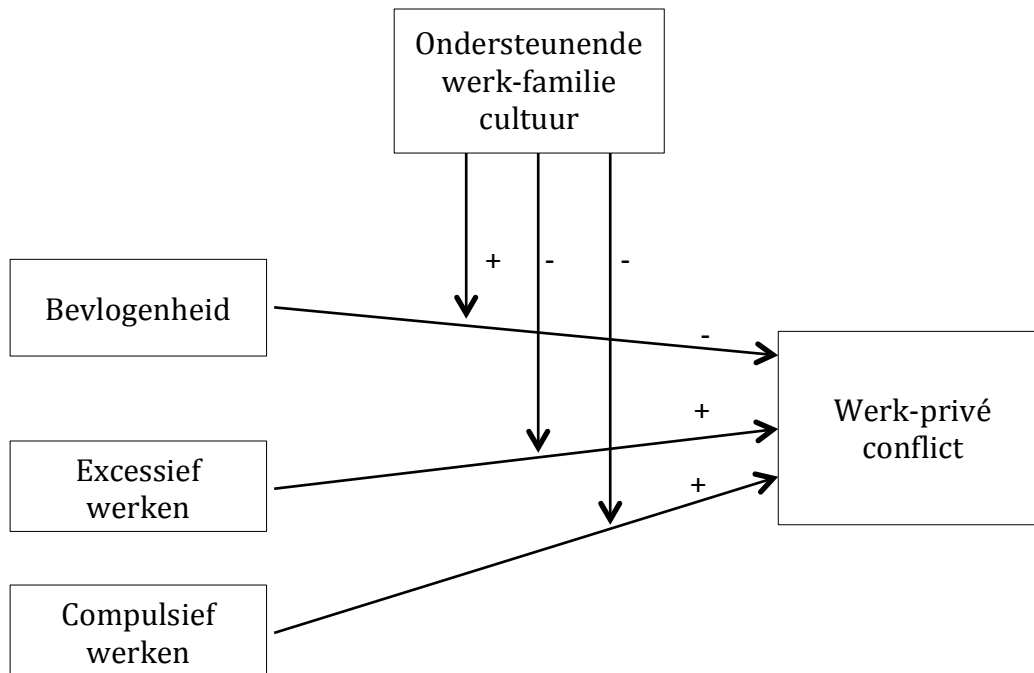 Ondersteunende
werk-familie
cultuur
+
-
-
Bevlogenheid
-
Excessief
werken
+
Werk-privé
conflict
+
Compulsief
werken